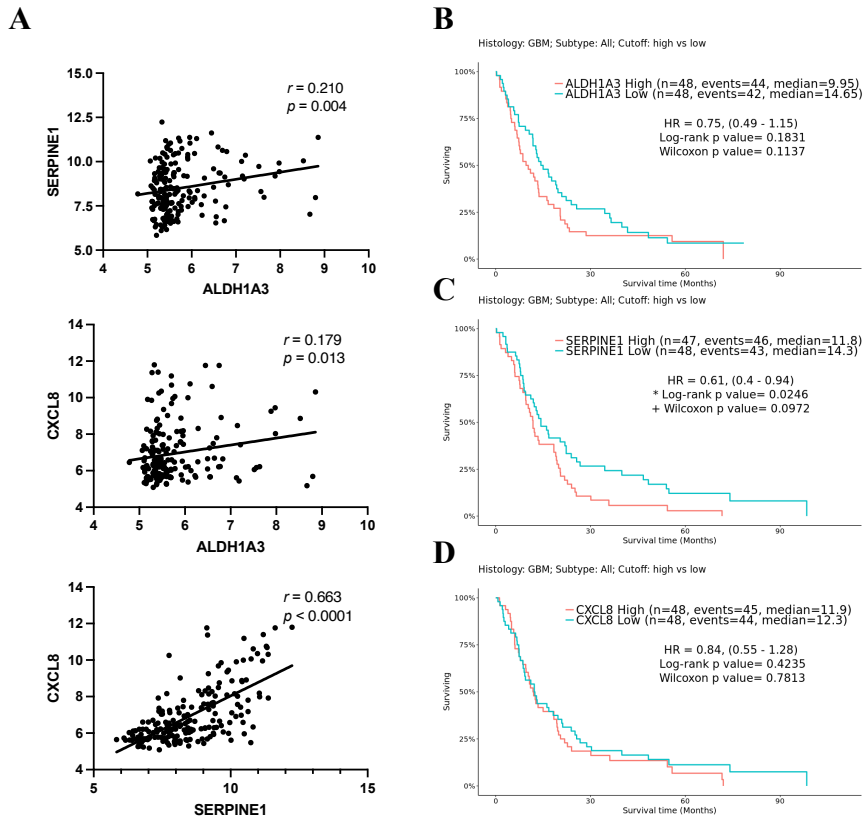 A
r = 0.210
p = 0.004
SERPINE1
15.0
12.5
10.0
7.5
5.0
4 5 6 7 8 9 10
ALDH1A3
r = 0.179
p = 0.013
CXCL8
14
12
10
8
6
4
4 5 6 7 8 9 10
ALDH1A3
r = 0.663
p < 0.0001
CXCL8
14
12
10
8
6
4
5 10 15
SERPINE1
B
Histology: GBM; Subtype: All; Cutoff: high vs low
ALDH1A3 High (n=48, events=44, median=9.95)
ALDH1A3 Low (n=48, events=42, median=14.65)
HR = 0.75, (0.49 - 1.15)
Log-rank p value= 0.1831
Wilcoxon p value= 0.1137
Surviving
100%
75%
50%
25%
0%
0 30 60 90
Survival time (Months)
C
Histology: GBM; Subtype: All; Cutoff: high vs low
SERPINE1 High (n=47, events=46, median=11.8)
SERPINE1 Low (n=48, events=43, median=14.3)
HR = 0.61, (0.4 - 0.94)
* Log-rank p value= 0.0246
+ Wilcoxon p value= 0.0972
Surviving
100%
75%
50%
25%
0%
0 30 60 90
Survival time (Months)
D
Histology: GBM; Subtype: All; Cutoff: high vs low
CXCL8 High (n=48, events=45, median=11.9)
CXCL8 Low (n=48, events=44, median=12.3)
HR = 0.84, (0.55 - 1.28)
Log-rank p value= 0.4235
Wilcoxon p value= 0.7813
Surviving
100%
75%
50%
25%
0%
0 30 60 90
Survival time (Months)